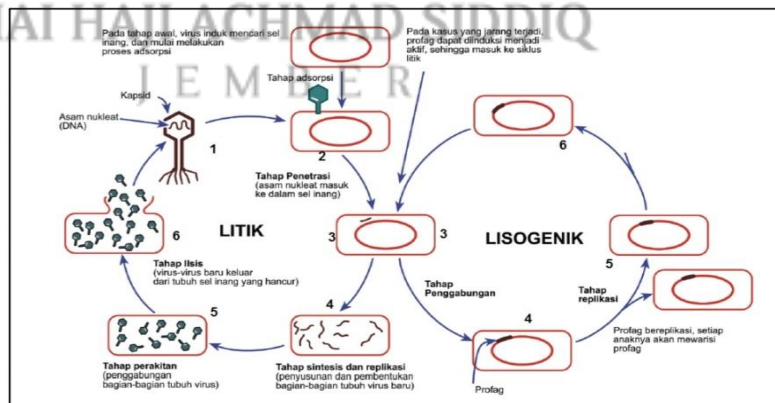 HAI HAJI ACHMAD SIDDIQ
J E M B E R
Pada tahap awal, virus induk mencari sel
inang, dan mulai melakukan
proses adsorpsi
Pada kasus yang jarang terjadi,
profag dapat diinduksi menjadi
aktif, sehingga masuk ke siklus
litik
Tahap adsorpsi
Kapsid
Asam nukleat
(DNA)
1
2
6
Tahap Penetrasi
(asam nukleat masuk
ke dalam sel inang)
LITIK
6
3
3
LISOGENIK
5
Tahap lisis
(virus-virus baru keluar
dari tubuh sel inang yang hancur)
Tahap
Penggabungan
Tahap
replikasi
5
4
4
Profag bereplikasi, setiap
anaknya akan mewarisi
profag
Tahap perakitan
(penggabungan
bagian-bagian tubuh virus)
Tahap sintesis dan replikasi
(penyusunan dan pembentukan
bagian-bagian tubuh virus baru)
Profag